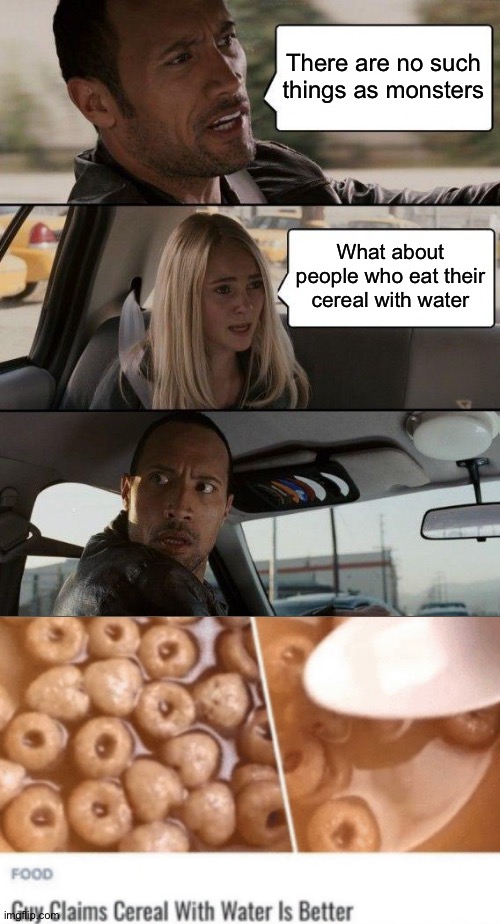 There are no such
things as monsters
What about
people who eat their
cereal with water
FOOD
Guy Claims Cereal With Water Is Better
imgflip.com